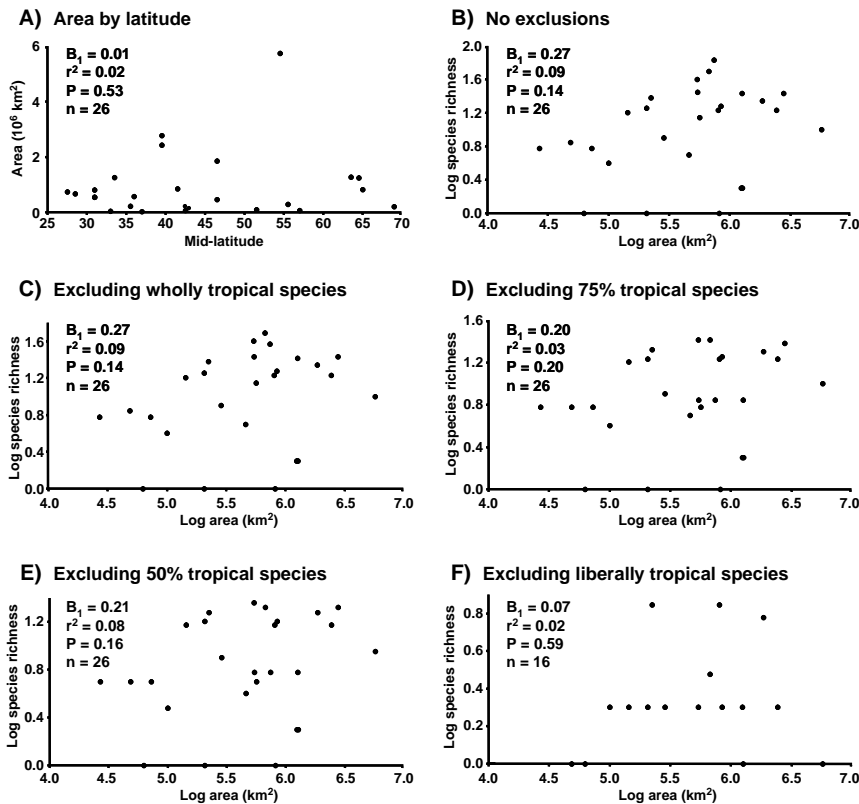 A) Area by latitude
B₁ = 0.01
r² = 0.02
P = 0.53
n = 26
Area (10⁶ km²)
6
4
2
0
25 30 35 40 45 50 55 60 65 70
Mid-latitude
B) No exclusions
B₁ = 0.27
r² = 0.09
P = 0.14
n = 26
Log species richness
2.0
1.6
1.2
0.8
0.4
0.0
4.0 4.5 5.0 5.5 6.0 6.5 7.0
Log area (km²)
C) Excluding wholly tropical species
B₁ = 0.27
r² = 0.09
P = 0.14
n = 26
Log species richness
1.6
1.2
0.8
0.4
0.0
4.0 5.0 5.5 6.0 6.5 7.0
Log area (km²)
D) Excluding 75% tropical species
B₁ = 0.20
r² = 0.03
P = 0.20
n = 26
Log species richness
1.6
1.2
0.8
0.4
0.0
4.0 4.5 5.0 5.5 6.0 6.5 7.0
Log area (km²)
E) Excluding 50% tropical species
B₁ = 0.21
r² = 0.08
P = 0.16
n = 26
Log species richness
1.2
0.8
0.4
0.0
4.0 5.0 5.5 6.0 6.5 7.0
Log area (km²)
F) Excluding liberally tropical species
B₁ = 0.07
r² = 0.02
P = 0.59
n = 16
Log species richness
0.8
0.4
0.0
4.0 4.5 5.0 5.5 6.0 6.5 7.0
Log area (km²)